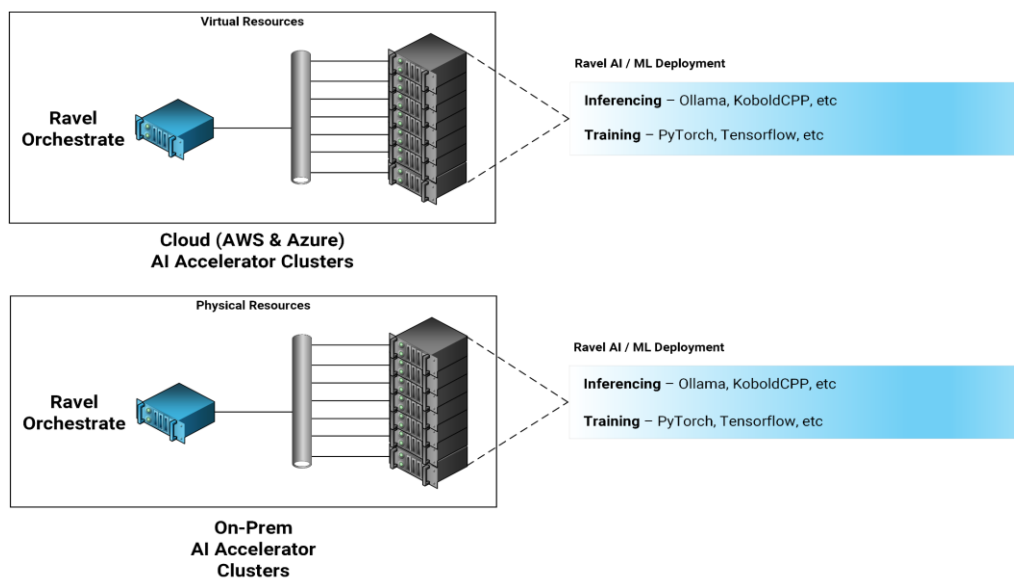 Virtual Resources
Ravel
Orchestrate
Cloud (AWS & Azure)
AI Accelerator Clusters
Ravel AI / ML Deployment
Inferencing – Ollama, KoboldCPP, etc
Training – PyTorch, Tensorflow, etc
Physical Resources
Ravel
Orchestrate
On-Prem
AI Accelerator
Clusters
Ravel AI / ML Deployment
Inferencing – Ollama, KoboldCPP, etc
Training – PyTorch, Tensorflow, etc